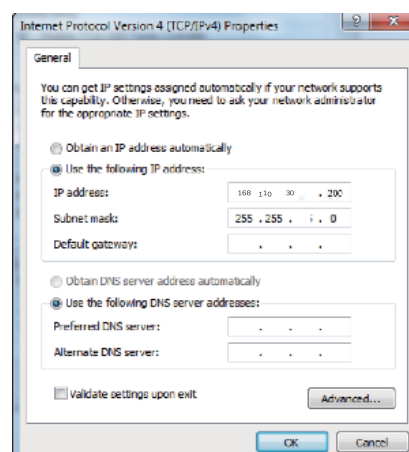 Internet Protocol Version 4 (TCP/IPv4) Properties
General
You can get IP settings assigned automatically if your network supports
this capability. Otherwise, you need to ask your network administrator
for the appropriate IP settings.
Obtain an IP address automatically
Use the following IP address:
IP address: 168 110 30 . 200
Subnet mask: 255 . 255 . . 0
Default gateway: . . .
Obtain DNS server address automatically
Use the following DNS server addresses:
Preferred DNS server: . . .
Alternate DNS server: . . .
Validate settings upon exit
Advanced...
OK Cancel